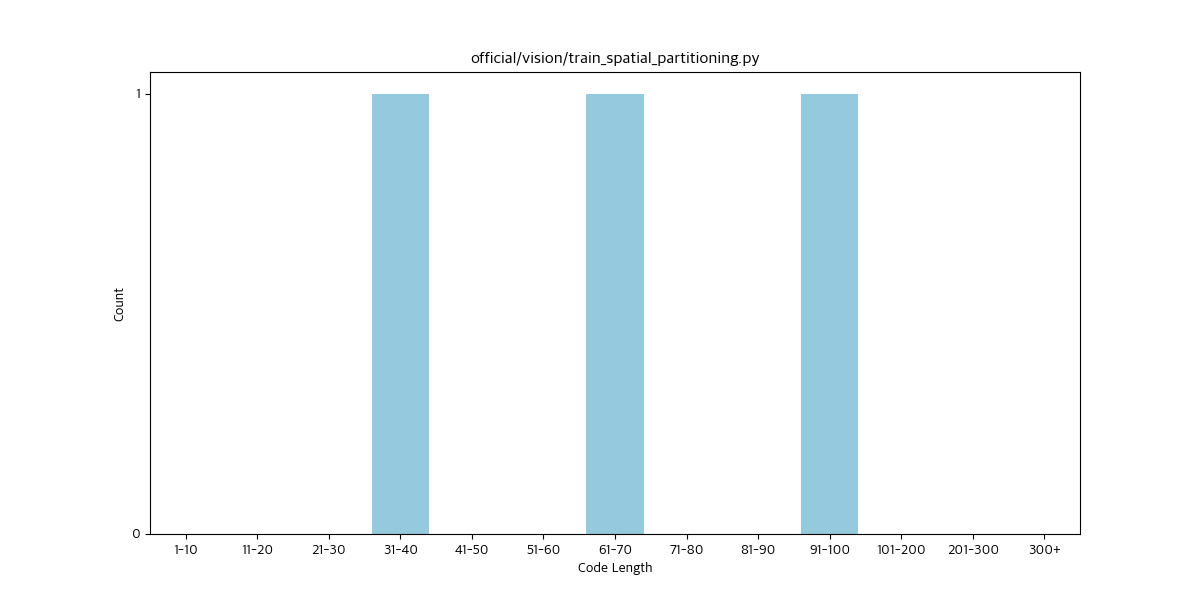 official/vision/train_spatial_partitioning.py
1
Count
0
1-10 11-20 21-30 31-40 41-50 51-60 61-70 71-80 81-90 91-100 101-200 201-300 300+
Code Length